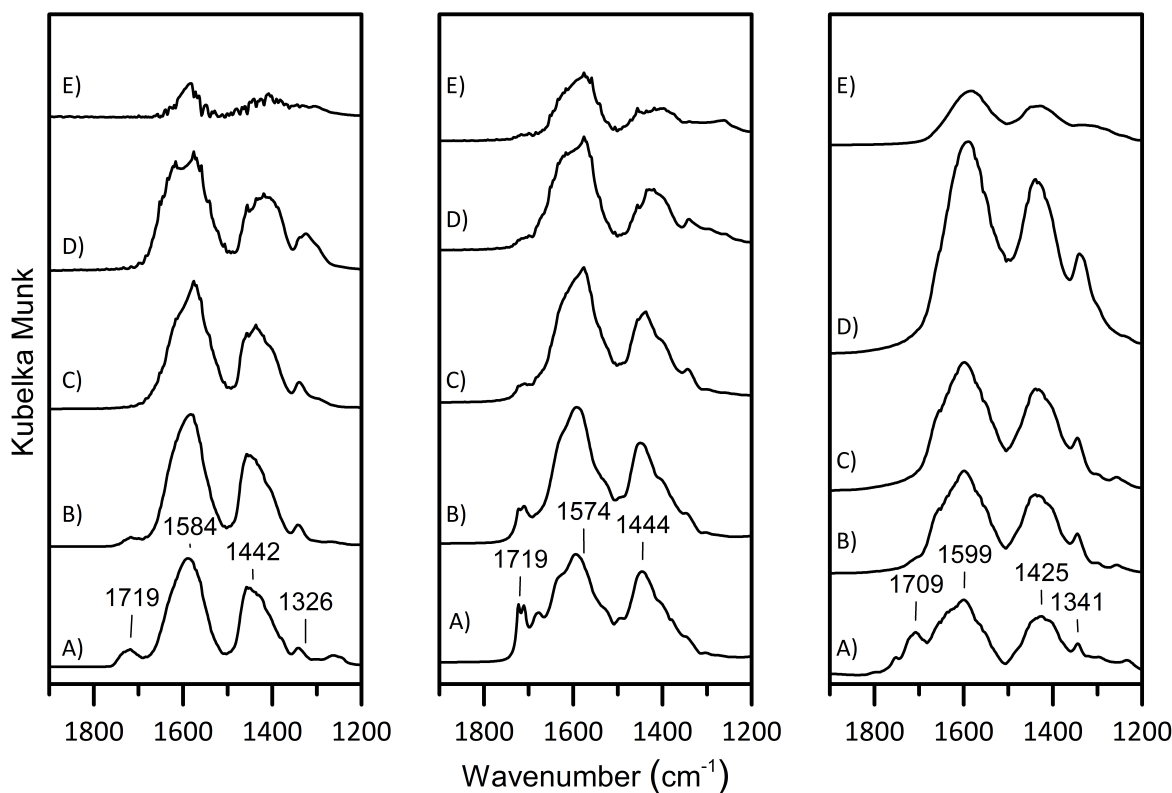 Kubelka Munk
E)
D)
C)
B)
1584
1442
1719
1326
A)
1800 1600 1400 1200
E)
D)
C)
B)
1574
1444
1719
A)
1800 1600 1400 1200
E)
D)
C)
B)
1599
1709
1425
1341
A)
1800 1600 1400 1200
Wavenumber (cm-1)